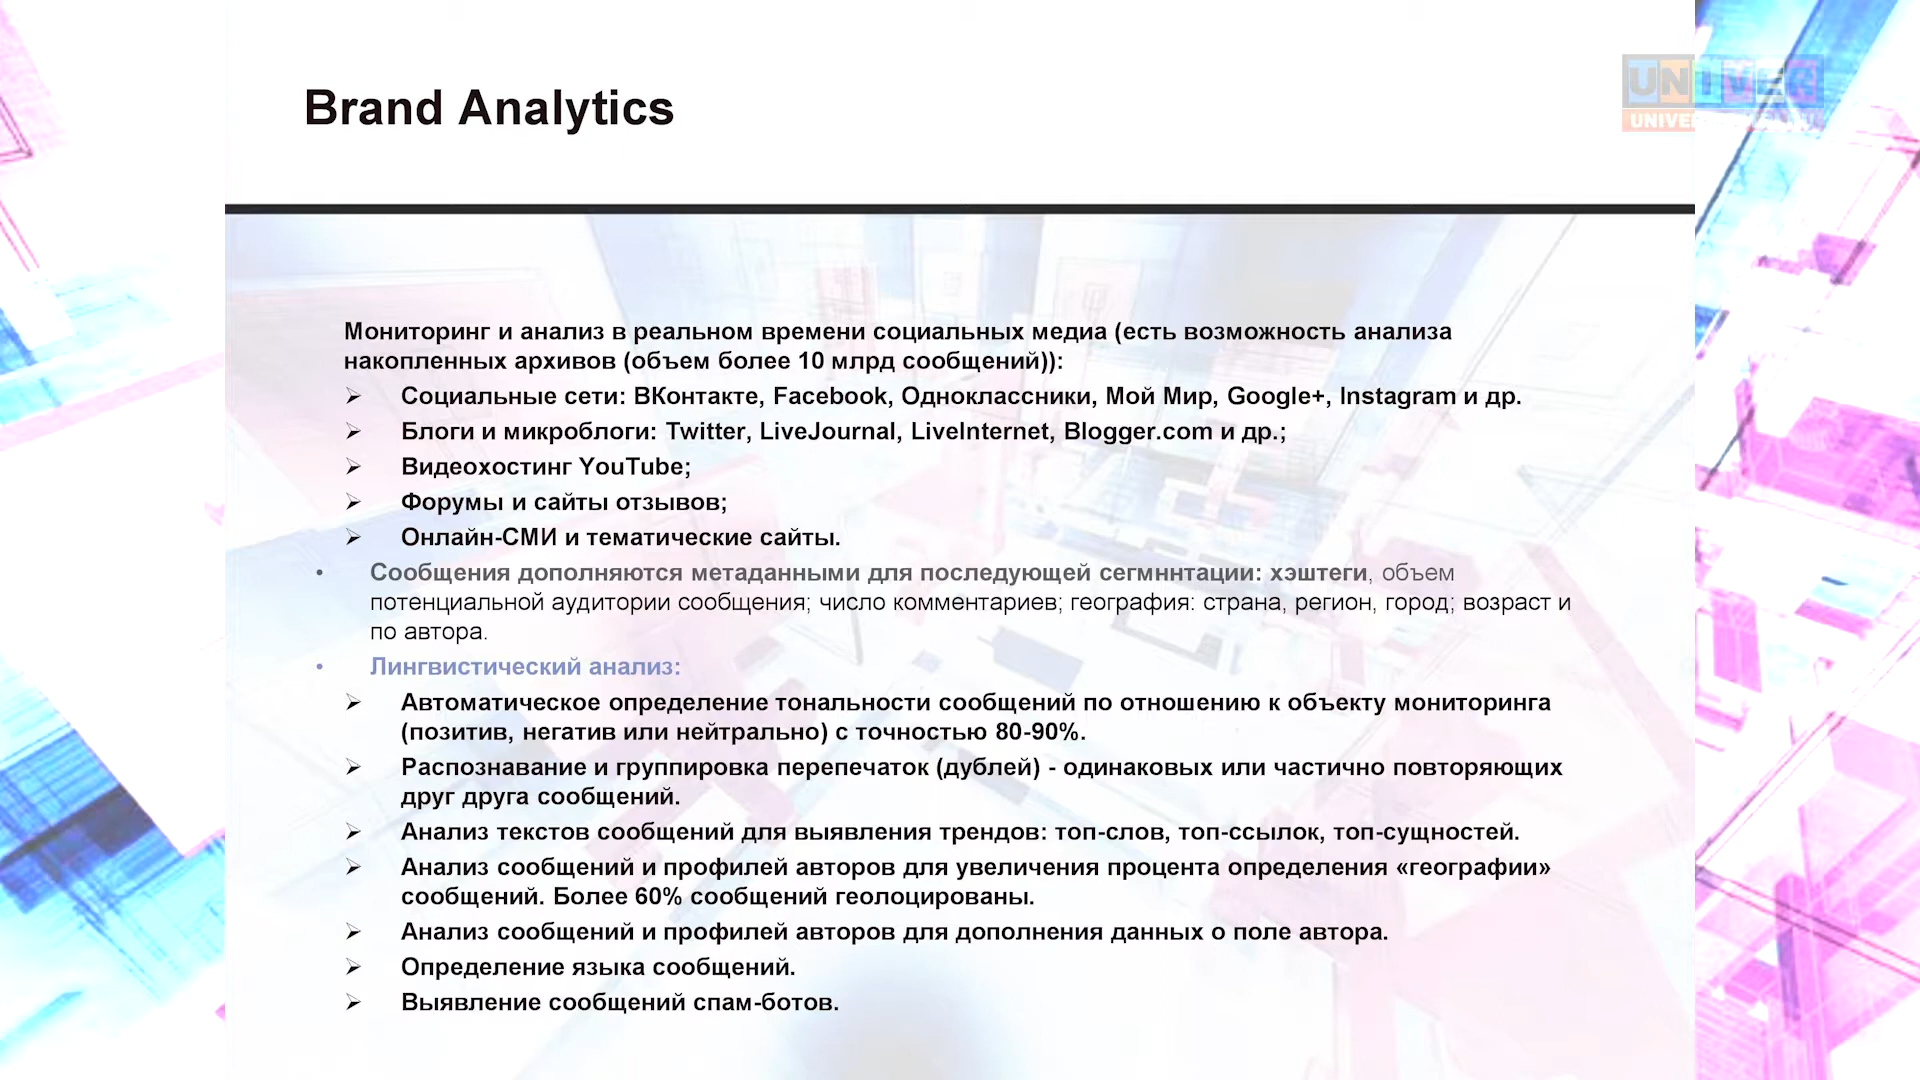 Brand Analytics
UNIVER
Мониторинг и анализ в реальном времени социальных медиа (есть возможность анализа
накопленных архивов (объем более 10 млрд сообщений)):
➢ Социальные сети: ВКонтакте, Facebook, Одноклассники, Мой Мир, Google+, Instagram и др.
➢ Блоги и микроблоги: Twitter, LiveJournal, LiveInternet, Blogger.com и др.;
➢ Видеохостинг YouTube;
➢ Форумы и сайты отзывов;
➢ Онлайн-СМИ и тематические сайты.
• Сообщения дополняются метаданными для последующей сегмннтации: хэштеги, объем
потенциальной аудитории сообщения; число комментариев; география: страна, регион, город; возраст и
по автора.
• Лингвистический анализ:
➢ Автоматическое определение тональности сообщений по отношению к объекту мониторинга
(позитив, негатив или нейтрально) с точностью 80-90%.
➢ Распознавание и группировка перепечаток (дублей) - одинаковых или частично повторяющих
друг друга сообщений.
➢ Анализ текстов сообщений для выявления трендов: топ-слов, топ-ссылок, топ-сущностей.
➢ Анализ сообщений и профилей авторов для увеличения процента определения «географии»
сообщений. Более 60% сообщений геолоцированы.
➢ Анализ сообщений и профилей авторов для дополнения данных о поле автора.
➢ Определение языка сообщений.
➢ Выявление сообщений спам-ботов.